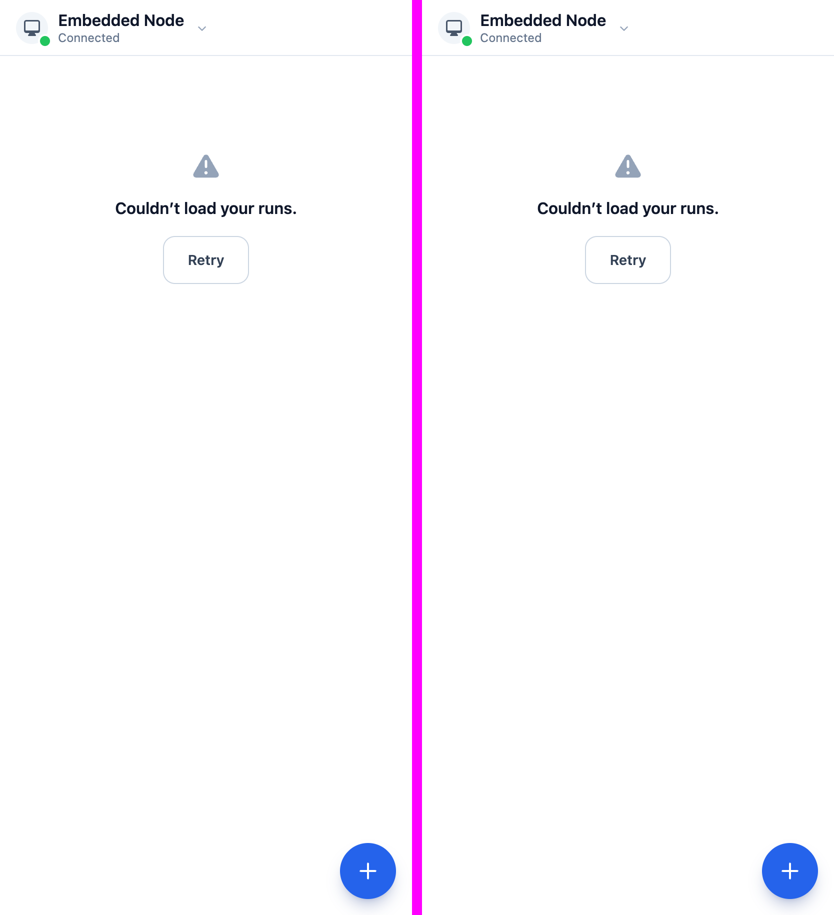 Embedded Node
Connected
Couldn’t load your runs.
Retry
Embedded Node
Connected
Couldn’t load your runs.
Retry